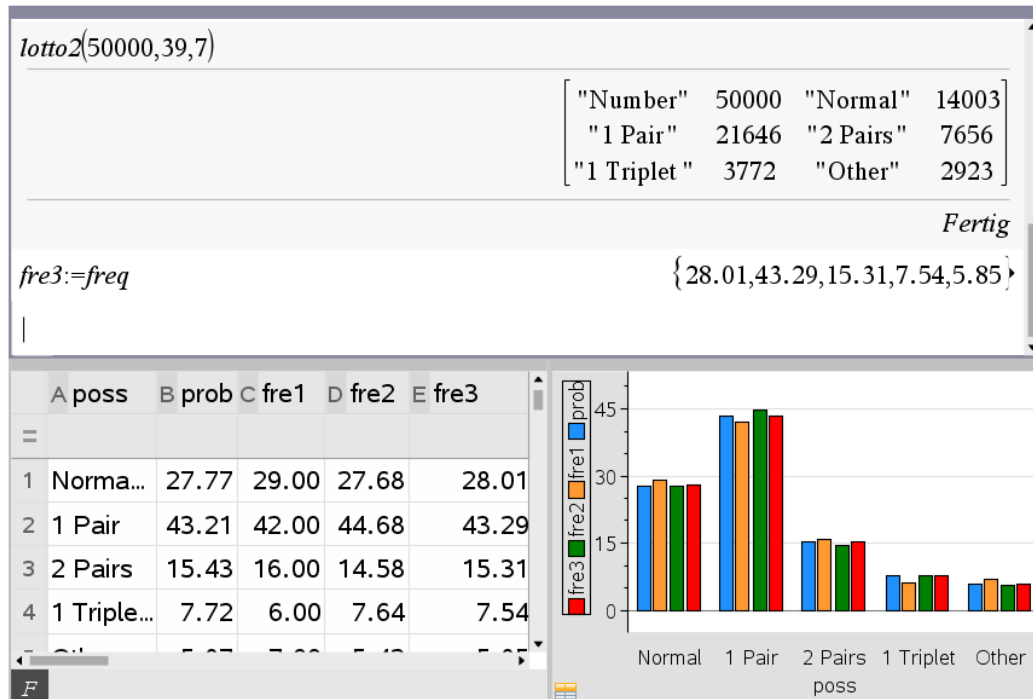 lotto2(50000,39,7)
"Number" 50000 "Normal" 14003
"1 Pair" 21646 "2 Pairs" 7656
"1 Triplet " 3772 "Other" 2923
Fertig
fre3:=freq {28.01,43.29,15.31,7.54,5.85}
A poss B prob C fre1 D fre2 E fre3
=
1 Norma... 27.77 29.00 27.68 28.01
2 1 Pair 43.21 42.00 44.68 43.29
3 2 Pairs 15.43 16.00 14.58 15.31
4 1 Triple... 7.72 6.00 7.64 7.54
F
fre3 fre2 fre1 prob
45
30
15
0
Normal 1 Pair 2 Pairs 1 Triplet Other
poss